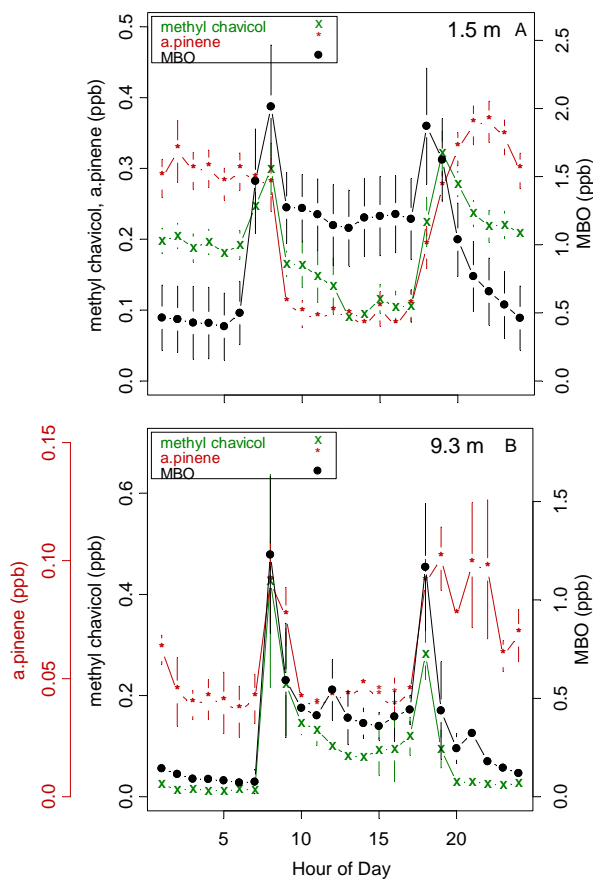 methyl chavicol x
a.pinene *
MBO
1.5 m A
methyl chavicol, a.pinene (ppb)
0.0 0.1 0.2 0.3 0.4 0.5
MBO (ppb)
0.0 0.5 1.0 1.5 2.0 2.5
methyl chavicol x
a.pinene *
MBO
9.3 m B
a.pinene (ppb)
0.0 0.05 0.10 0.15
methyl chavicol (ppb)
0.0 0.2 0.4 0.6
MBO (ppb)
0.0 0.5 1.0 1.5
5 10 15 20
Hour of Day